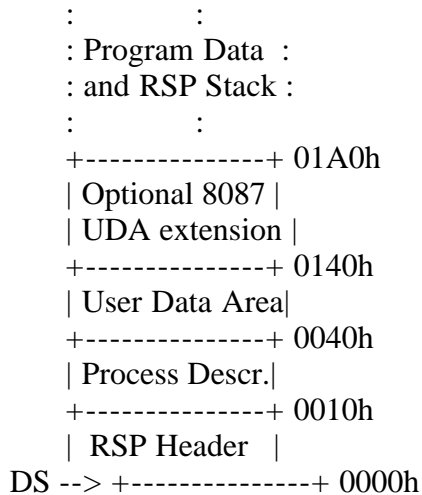 :          :
: Program Data  :
: and RSP Stack :
:          :
+---------------+ 01A0h
| Optional 8087 |
| UDA extension |
+---------------+ 0140h
| User Data Area|
+---------------+ 0040h
| Process Descr.|
+---------------+ 0010h
|  RSP Header   |
DS --> +---------------+ 0000h